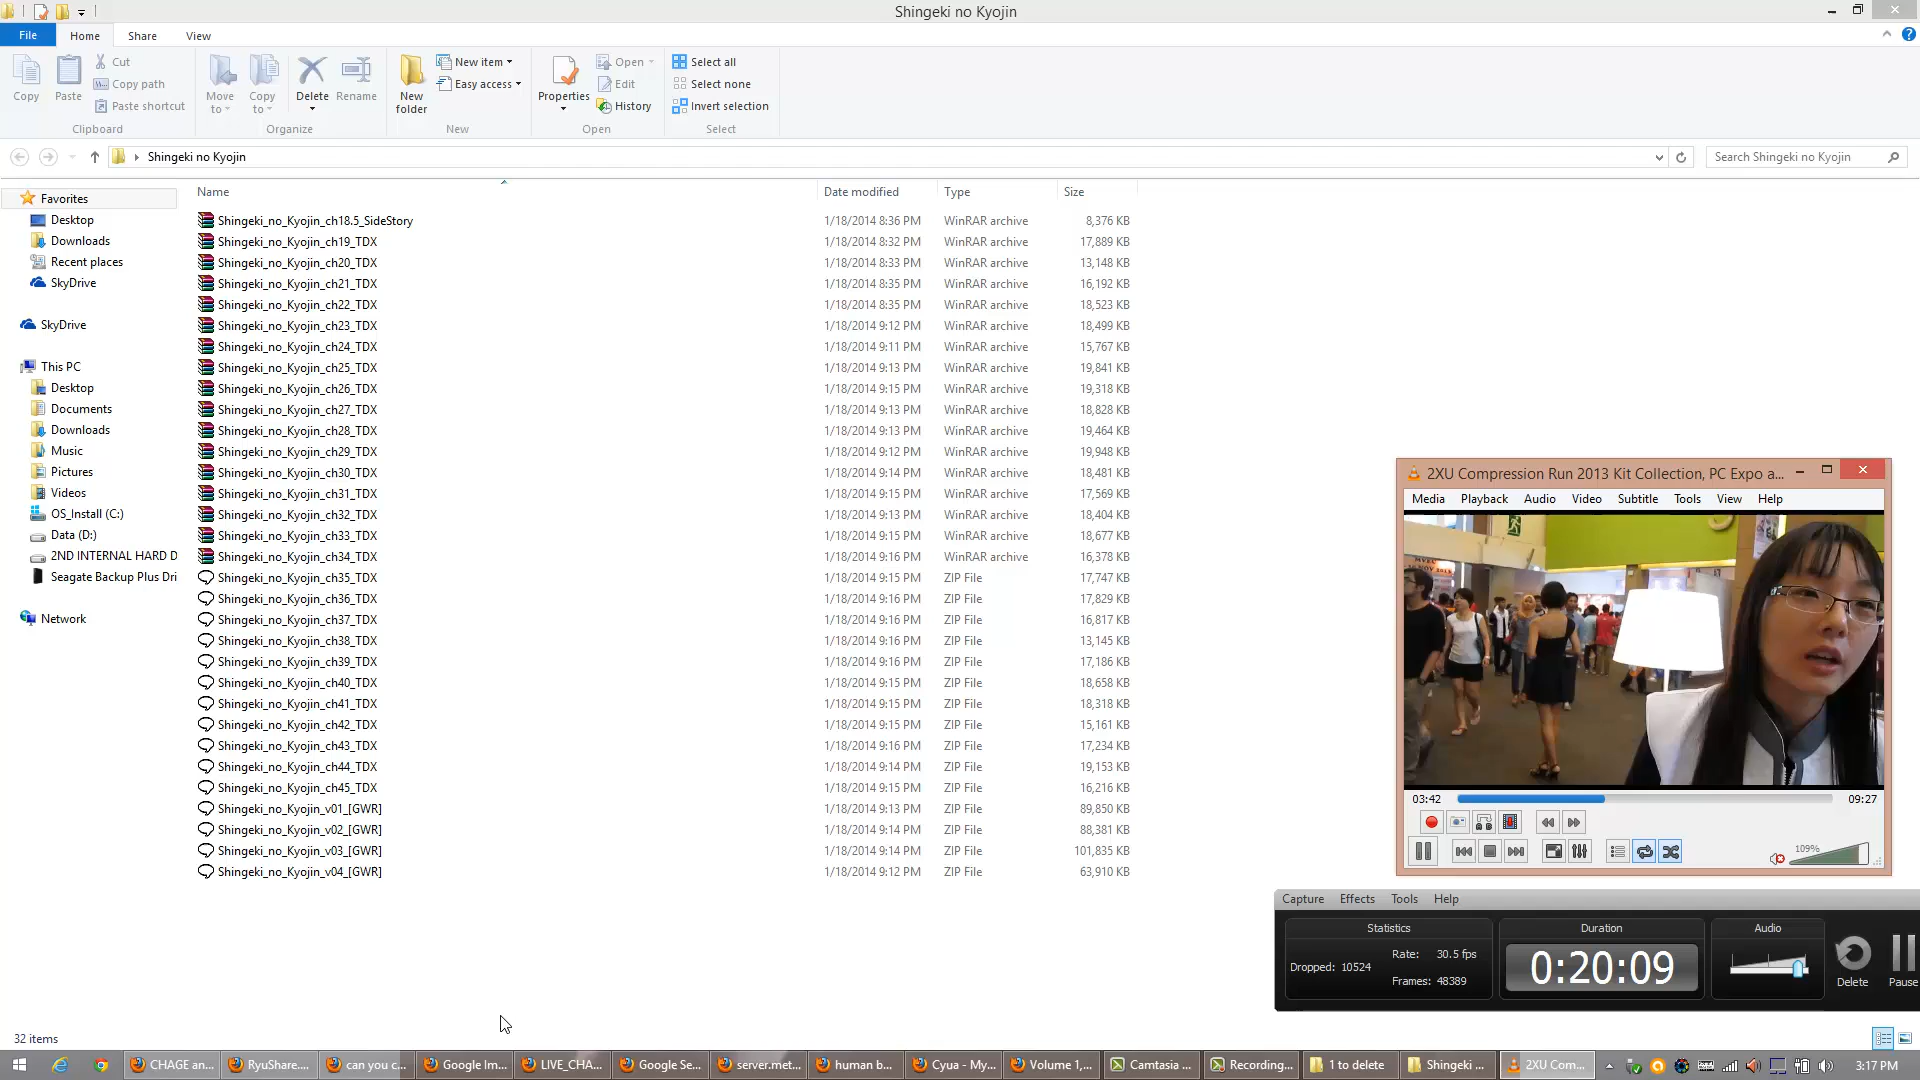 Shingeki no Kyojin
File Home Share View
Copy Paste Cut Copy path Paste shortcut
Clipboard
Move to Copy to Delete Rename
Organize
New folder New item Easy access
New
Properties Open Edit History
Open
Select all Select none Invert selection
Select
Shingeki no Kyojin
Search Shingeki no Kyojin
Favorites
Desktop
Downloads
Recent places
SkyDrive
SkyDrive
This PC
Desktop
Documents
Downloads
Music
Pictures
Videos
OS_Install (C:)
Data (D:)
2ND INTERNAL HARD D
Seagate Backup Plus Dri
Network
Name Date modified Type Size
Shingeki_no_Kyojin_ch18.5_SideStory 1/18/2014 8:36 PM WinRAR archive 8,376 KB
Shingeki_no_Kyojin_ch19_TDX 1/18/2014 8:32 PM WinRAR archive 17,889 KB
Shingeki_no_Kyojin_ch20_TDX 1/18/2014 8:33 PM WinRAR archive 13,148 KB
Shingeki_no_Kyojin_ch21_TDX 1/18/2014 8:35 PM WinRAR archive 16,192 KB
Shingeki_no_Kyojin_ch22_TDX 1/18/2014 8:35 PM WinRAR archive 18,523 KB
Shingeki_no_Kyojin_ch23_TDX 1/18/2014 9:12 PM WinRAR archive 18,499 KB
Shingeki_no_Kyojin_ch24_TDX 1/18/2014 9:11 PM WinRAR archive 15,767 KB
Shingeki_no_Kyojin_ch25_TDX 1/18/2014 9:13 PM WinRAR archive 19,841 KB
Shingeki_no_Kyojin_ch26_TDX 1/18/2014 9:15 PM WinRAR archive 19,318 KB
Shingeki_no_Kyojin_ch27_TDX 1/18/2014 9:13 PM WinRAR archive 18,828 KB
Shingeki_no_Kyojin_ch28_TDX 1/18/2014 9:13 PM WinRAR archive 19,464 KB
Shingeki_no_Kyojin_ch29_TDX 1/18/2014 9:12 PM WinRAR archive 19,948 KB
Shingeki_no_Kyojin_ch30_TDX 1/18/2014 9:14 PM WinRAR archive 18,481 KB
Shingeki_no_Kyojin_ch31_TDX 1/18/2014 9:15 PM WinRAR archive 17,569 KB
Shingeki_no_Kyojin_ch32_TDX 1/18/2014 9:13 PM WinRAR archive 18,404 KB
Shingeki_no_Kyojin_ch33_TDX 1/18/2014 9:15 PM WinRAR archive 18,677 KB
Shingeki_no_Kyojin_ch34_TDX 1/18/2014 9:16 PM WinRAR archive 16,378 KB
Shingeki_no_Kyojin_ch35_TDX 1/18/2014 9:15 PM ZIP File 17,747 KB
Shingeki_no_Kyojin_ch36_TDX 1/18/2014 9:16 PM ZIP File 17,829 KB
Shingeki_no_Kyojin_ch37_TDX 1/18/2014 9:16 PM ZIP File 16,817 KB
Shingeki_no_Kyojin_ch38_TDX 1/18/2014 9:16 PM ZIP File 13,145 KB
Shingeki_no_Kyojin_ch39_TDX 1/18/2014 9:16 PM ZIP File 17,186 KB
Shingeki_no_Kyojin_ch40_TDX 1/18/2014 9:15 PM ZIP File 18,658 KB
Shingeki_no_Kyojin_ch41_TDX 1/18/2014 9:15 PM ZIP File 18,318 KB
Shingeki_no_Kyojin_ch42_TDX 1/18/2014 9:15 PM ZIP File 15,161 KB
Shingeki_no_Kyojin_ch43_TDX 1/18/2014 9:16 PM ZIP File 17,234 KB
Shingeki_no_Kyojin_ch44_TDX 1/18/2014 9:14 PM ZIP File 19,153 KB
Shingeki_no_Kyojin_ch45_TDX 1/18/2014 9:15 PM ZIP File 16,216 KB
Shingeki_no_Kyojin_v01_[GWR] 1/18/2014 9:13 PM ZIP File 89,850 KB
Shingeki_no_Kyojin_v02_[GWR] 1/18/2014 9:14 PM ZIP File 88,381 KB
Shingeki_no_Kyojin_v03_[GWR] 1/18/2014 9:14 PM ZIP File 101,835 KB
Shingeki_no_Kyojin_v04_[GWR] 1/18/2014 9:12 PM ZIP File 63,910 KB
2XU Compression Run 2013 Kit Collection, PC Expo a...
Media Playback Audio Video Subtitle Tools View Help
03:42 09:27
109%
Capture Effects Tools Help
Statistics Duration Audio
Dropped: 10524 Rate: 30.5 fps Frames: 48389
0:20:09
Delete Pause
32 items
CHAGE an... RyuShare.... can you c... Google Im... LIVE_CHA... Google Se... server.met... human b... Cyua - My... Volume 1,... Camtasia ... Recording... 1 to delete Shingeki ... 2XU Com... 3:17 PM